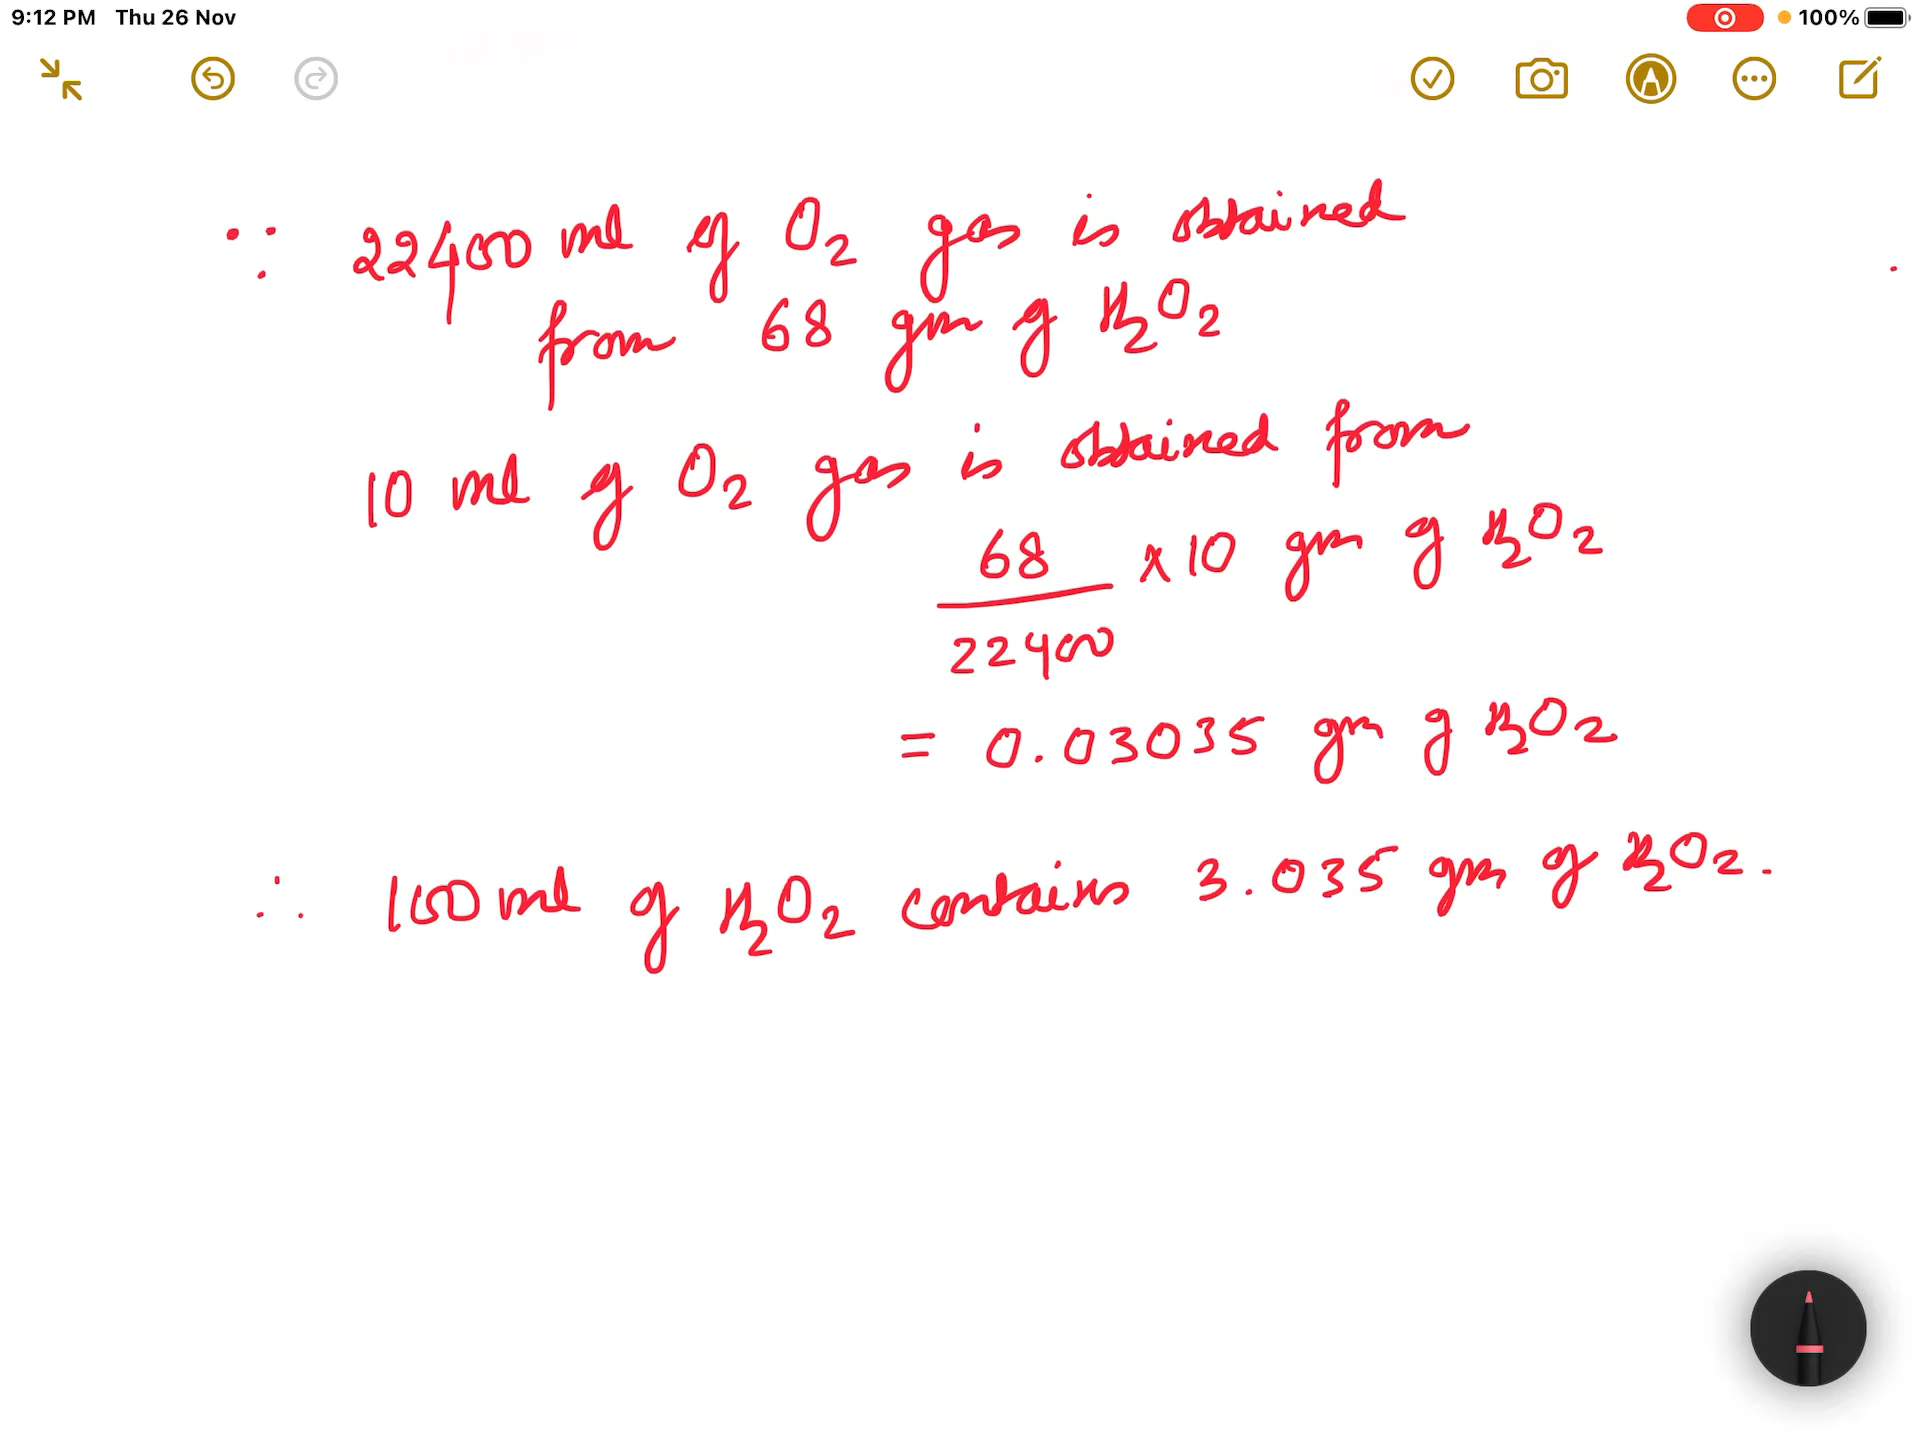 9:12 PM Thu 26 Nov 100%
∵ 22400 ml of O2 gas is obtained
from 68 gm of H2O2
10 ml of O2 gas is obtained from
68 × 10 gm of H2O2
22400
= 0.03035 gm of H2O2
∴ 100 ml of H2O2 contains 3.035 gm of H2O2.